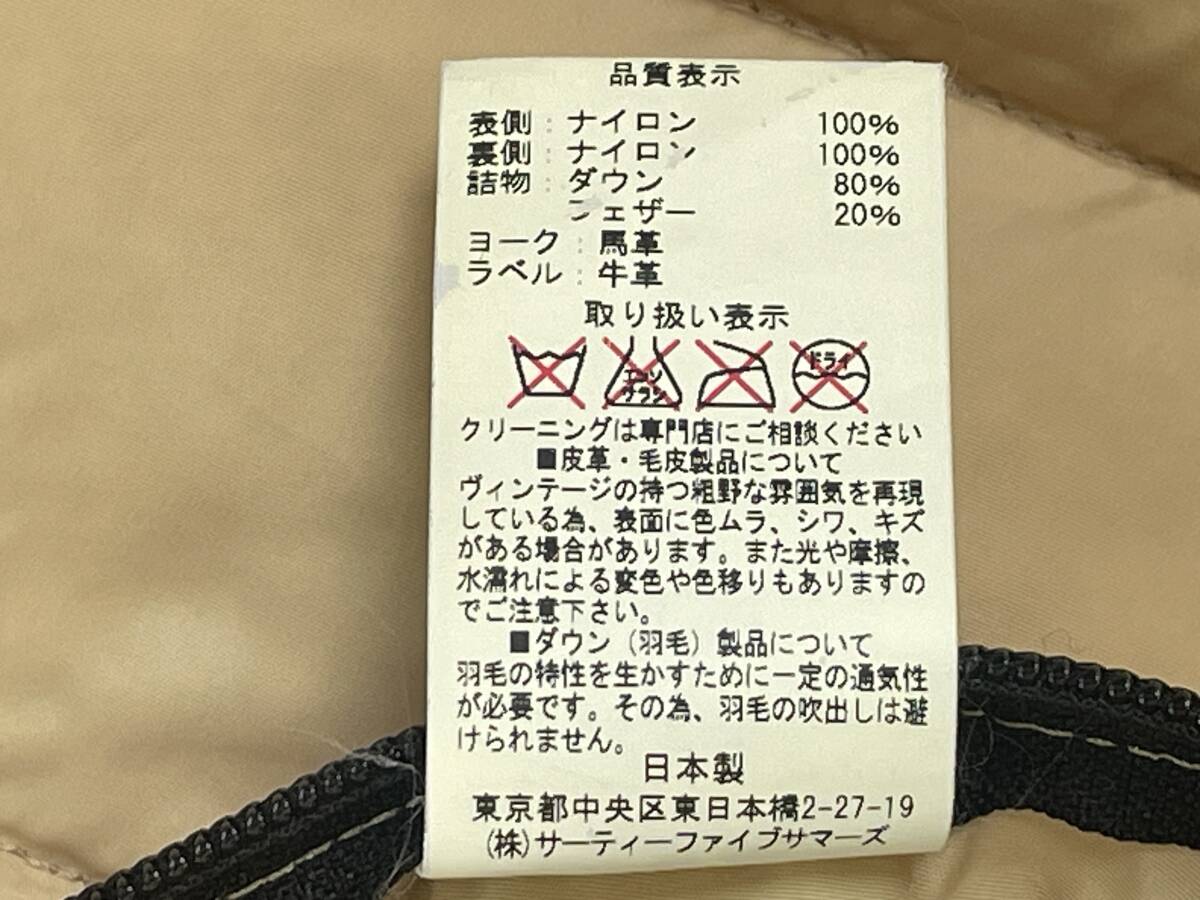 品質表示
表側：ナイロン 100%
裏側：ナイロン 100%
詰物：ダウン 80%
フェザー 20%
ヨーク：馬革
ラベル：牛革
取り扱い表示
エンソ
サラシ
ドライ
クリーニングは専門店にご相談ください
■皮革・毛皮製品について
ヴィンテージの持つ粗野な雰囲気を再現
している為、表面に色ムラ、シワ、キズ
がある場合があります。また光や摩擦、
水濡れによる変色や色移りもありますの
でご注意下さい。
■ダウン（羽毛）製品について
羽毛の特性を生かすために一定の通気性
が必要です。その為、羽毛の吹出しは避
けられません。
日本製
東京都中央区東日本橋2-27-19
(株)サーティーファイブサマーズ